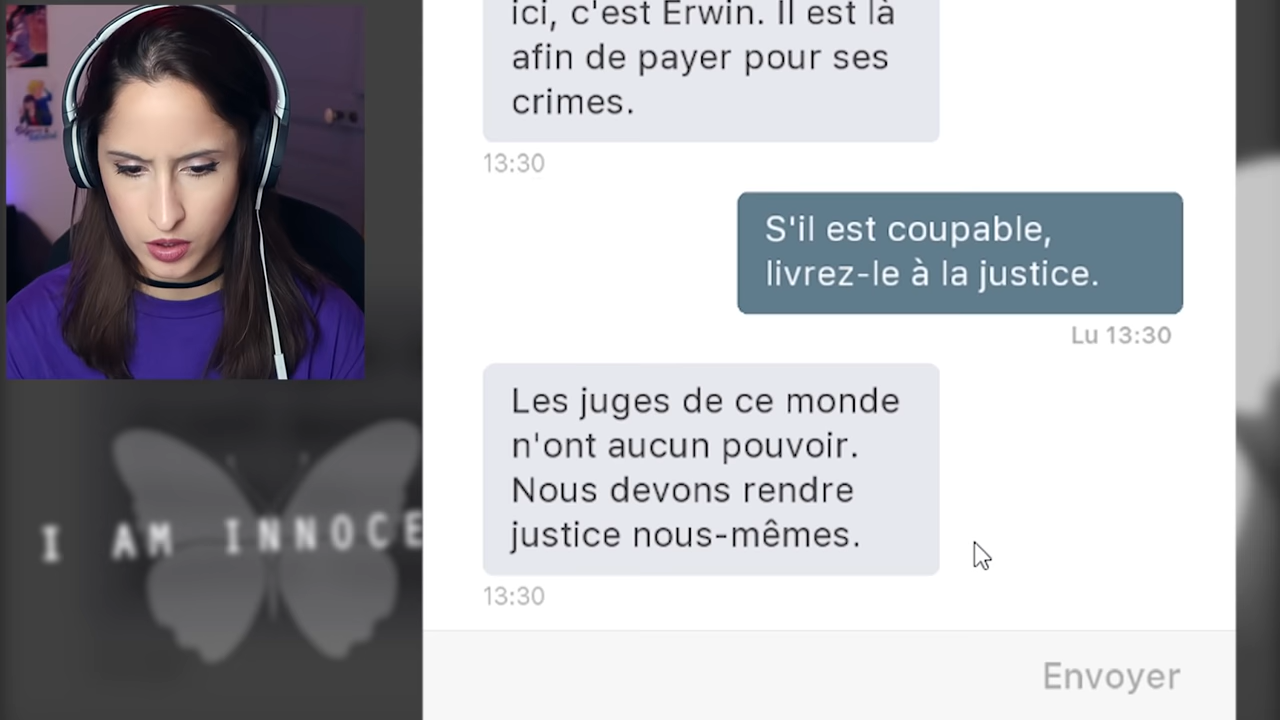 ici, c'est Erwin. Il est là
afin de payer pour ses
crimes.
13:30
S'il est coupable,
livrez-le à la justice.
Lu 13:30
Les juges de ce monde
n'ont aucun pouvoir.
Nous devons rendre
justice nous-mêmes.
13:30
I AM INNOCE
Envoyer